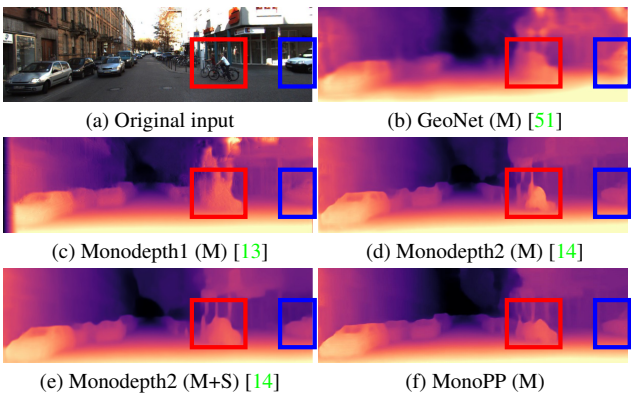 (a) Original input
(b) GeoNet (M) [51]
(c) Monodepth1 (M) [13]
(d) Monodepth2 (M) [14]
(e) Monodepth2 (M+S) [14]
(f) MonoPP (M)